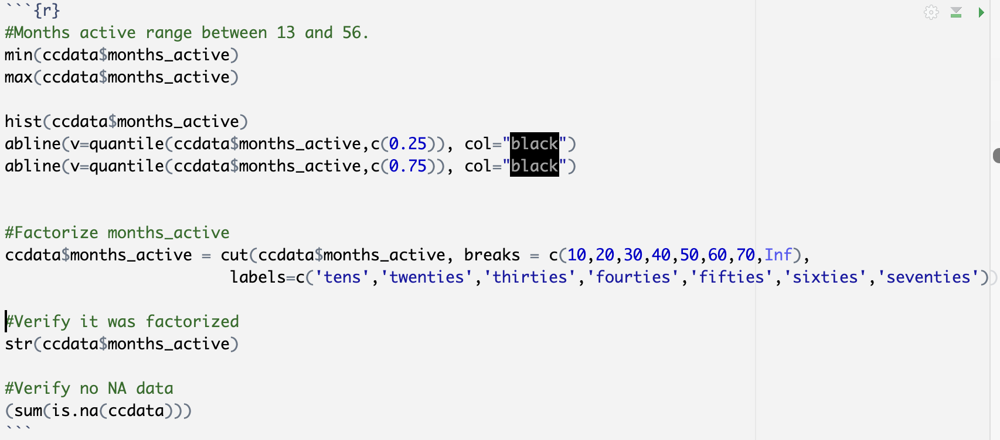 ```{r}
#Months active range between 13 and 56.
min(ccdata$months_active)
max(ccdata$months_active)
hist(ccdata$months_active)
abline(v=quantile(ccdata$months_active,c(0.25)), col="black")
abline(v=quantile(ccdata$months_active,c(0.75)), col="black")
#Factorize months_active
ccdata$months_active = cut(ccdata$months_active, breaks = c(10,20,30,40,50,60,70,Inf),
labels=c('tens','twenties','thirties','fourties','fifties','sixties','seventies'))
#Verify it was factorized
str(ccdata$months_active)
#Verify no NA data
(sum(is.na(ccdata)))
```